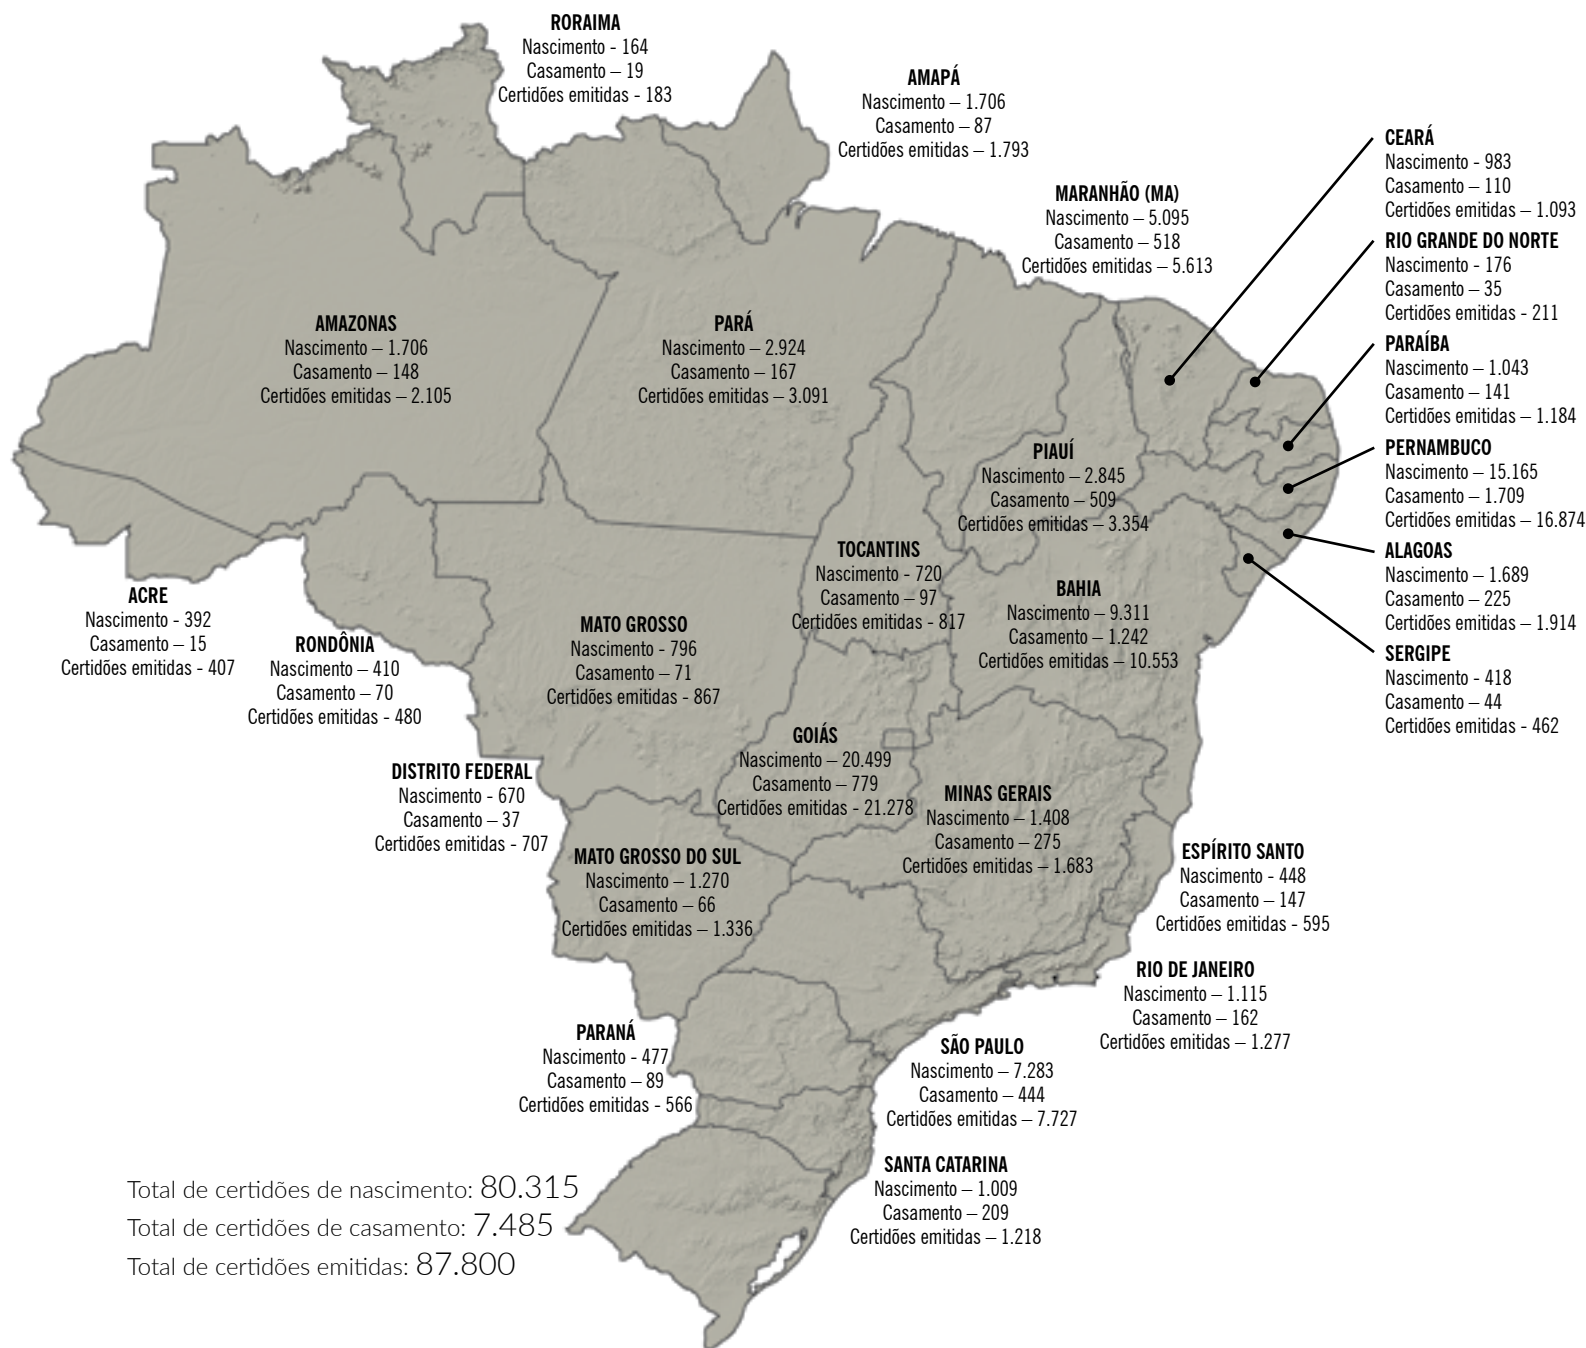 RORAIMA
Nascimento - 164
Casamento – 19
Certidões emitidas - 183
AMAPÁ
Nascimento – 1.706
Casamento – 87
Certidões emitidas – 1.793
MARANHÃO (MA)
Nascimento – 5.095
Casamento – 518
Certidões emitidas – 5.613
CEARÁ
Nascimento - 983
Casamento – 110
Certidões emitidas – 1.093
RIO GRANDE DO NORTE
Nascimento - 176
Casamento – 35
Certidões emitidas - 211
PARAÍBA
Nascimento – 1.043
Casamento – 141
Certidões emitidas – 1.184
PERNAMBUCO
Nascimento – 15.165
Casamento – 1.709
Certidões emitidas – 16.874
ALAGOAS
Nascimento – 1.689
Casamento – 225
Certidões emitidas – 1.914
SERGIPE
Nascimento - 418
Casamento – 44
Certidões emitidas - 462
AMAZONAS
Nascimento – 1.706
Casamento – 148
Certidões emitidas – 2.105
PARÁ
Nascimento – 2.924
Casamento – 167
Certidões emitidas – 3.091
PIAUÍ
Nascimento – 2.845
Casamento – 509
Certidões emitidas – 3.354
TOCANTINS
Nascimento - 720
Casamento – 97
Certidões emitidas - 817
BAHIA
Nascimento – 9.311
Casamento – 1.242
Certidões emitidas – 10.553
ACRE
Nascimento - 392
Casamento – 15
Certidões emitidas - 407
RONDÔNIA
Nascimento – 410
Casamento – 70
Certidões emitidas - 480
MATO GROSSO
Nascimento - 796
Casamento – 71
Certidões emitidas - 867
GOIÁS
Nascimento – 20.499
Casamento – 779
Certidões emitidas - 21.278
DISTRITO FEDERAL
Nascimento - 670
Casamento – 37
Certidões emitidas - 707
MINAS GERAIS
Nascimento – 1.408
Casamento – 275
Certidões emitidas – 1.683
MATO GROSSO DO SUL
Nascimento – 1.270
Casamento – 66
Certidões emitidas – 1.336
ESPÍRITO SANTO
Nascimento - 448
Casamento – 147
Certidões emitidas - 595
RIO DE JANEIRO
Nascimento – 1.115
Casamento – 162
Certidões emitidas – 1.277
PARANÁ
Nascimento - 477
Casamento – 89
Certidões emitidas - 566
SÃO PAULO
Nascimento – 7.283
Casamento – 444
Certidões emitidas – 7.727
SANTA CATARINA
Nascimento – 1.009
Casamento – 209
Certidões emitidas – 1.218
Total de certidões de nascimento: 80.315
Total de certidões de casamento: 7.485
Total de certidões emitidas: 87.800